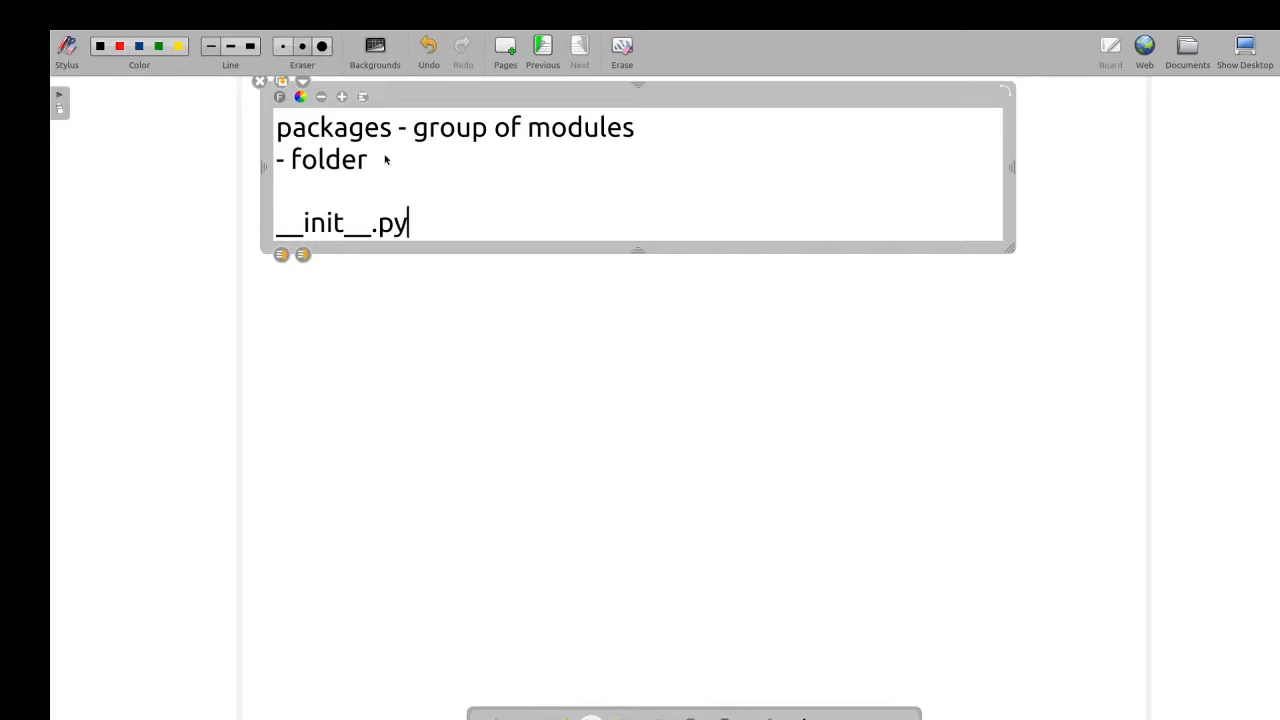 Stylus
Color
Line
Eraser
Backgrounds
Undo
Redo
Pages
Previous
Next
Erase
Board
Web
Documents
Show Desktop
F
packages - group of modules
- folder
__init__.py